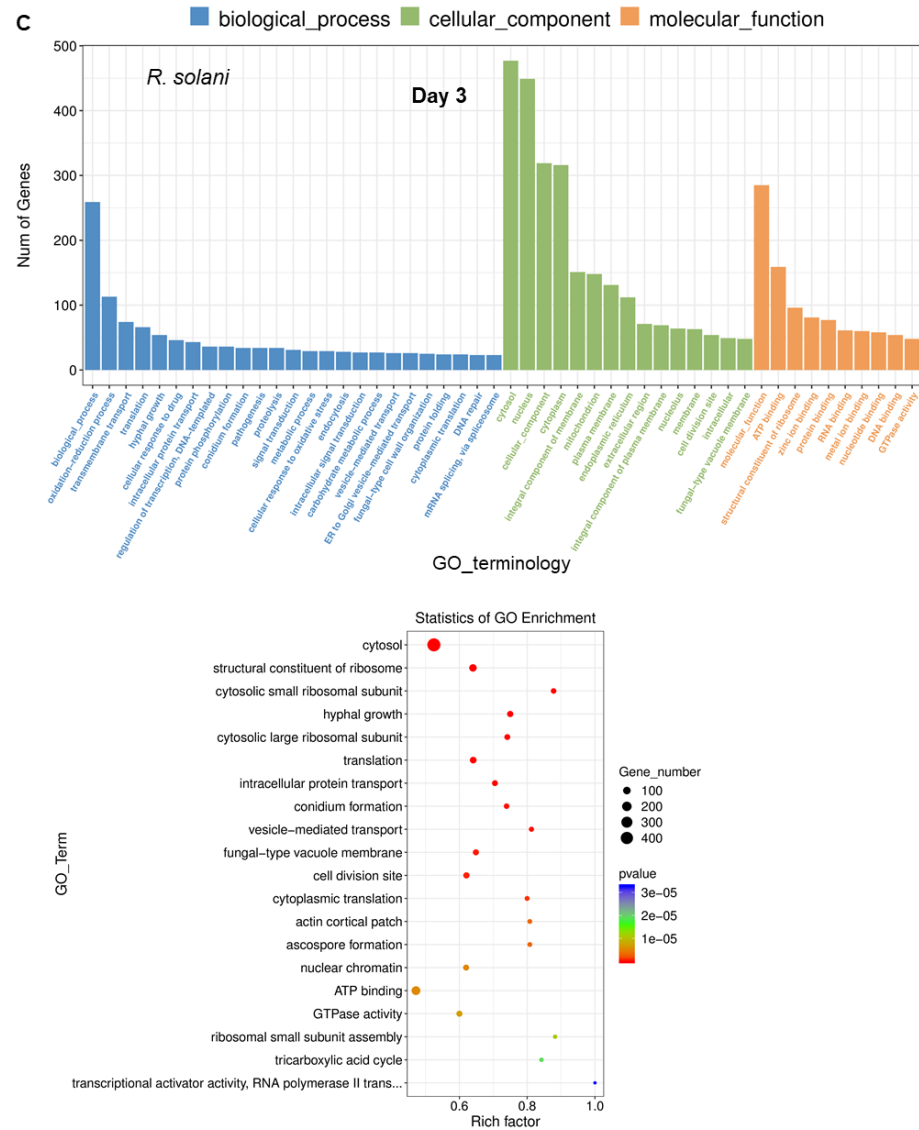 C
biological_process cellular_component molecular_function
R. solani
Day 3
Num of Genes
500
400
300
200
100
0
biological_process
oxidation−reduction process
transmembrane transport
translation
hyphal growth
cellular response to drug
intracellular protein transport
regulation of transcription, DNA−templated
protein phosphorylation
conidium formation
pathogenesis
proteolysis
signal transduction
metabolic process
cellular response to oxidative stress
endocytosis
intracellular signal transduction
carbohydrate metabolic process
vesicle−mediated transport
ER to Golgi vesicle−mediated transport
fungal−type cell wall organization
protein folding
cytoplasmic translation
DNA repair
mRNA splicing, via spliceosome
cytosol
nucleus
cellular_component
cytoplasm
integral component of membrane
mitochondrion
plasma membrane
endoplasmic reticulum
extracellular region
integral component of plasma membrane
nucleolus
membrane
cell division site
intracellular
fungal−type vacuole membrane
molecular_function
ATP binding
structural constituent of ribosome
zinc ion binding
protein binding
RNA binding
metal ion binding
nucleotide binding
DNA binding
GTPase activity
GO_terminology
Statistics of GO Enrichment
GO_Term
cytosol
structural constituent of ribosome
cytosolic small ribosomal subunit
hyphal growth
cytosolic large ribosomal subunit
translation
intracellular protein transport
conidium formation
vesicle−mediated transport
fungal−type vacuole membrane
cell division site
cytoplasmic translation
actin cortical patch
ascospore formation
nuclear chromatin
ATP binding
GTPase activity
ribosomal small subunit assembly
tricarboxylic acid cycle
transcriptional activator activity, RNA polymerase II trans...
0.6 0.8 1.0
Rich factor
Gene_number
100
200
300
400
pvalue
3e−05
2e−05
1e−05